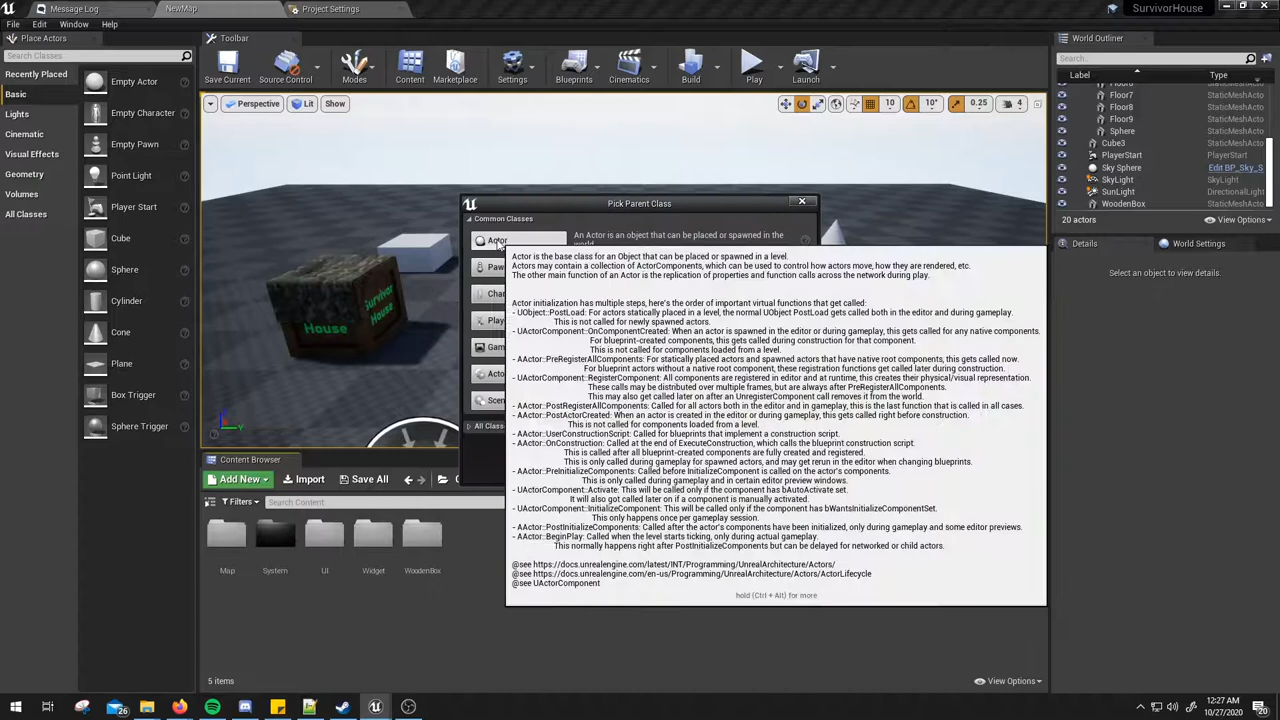 Message Log
NewMap
Project Settings
SurvivorHouse
File
Edit
Window
Help
Place Actors
Search Classes
Recently Placed
Basic
Lights
Cinematic
Visual Effects
Geometry
Volumes
All Classes
Empty Actor
Empty Character
Empty Pawn
Point Light
Player Start
Cube
Sphere
Cylinder
Cone
Plane
Box Trigger
Sphere Trigger
Toolbar
Save Current
Source Control
Modes
Content
Marketplace
Settings
Blueprints
Cinematics
Build
Play
Launch
Perspective
Lit
Show
10
10°
0.25
4
House
Survivor
House
Pick Parent Class
Common Classes
Actor
An Actor is an object that can be placed or spawned in the
world
Actor is the base class for an Object that can be placed or spawned in a level.
Actors may contain a collection of ActorComponents, which can be used to control how actors move, how they are rendered, etc.
The other main function of an Actor is the replication of properties and function calls across the network during play.
Actor initialization has multiple steps, here's the order of important virtual functions that get called:
- UObject::PostLoad: For actors statically placed in a level, the normal UObject PostLoad gets called both in the editor and during gameplay.
This is not called for newly spawned actors.
- UActorComponent::OnComponentCreated: When an actor is spawned in the editor or during gameplay, this gets called for any native components.
For blueprint-created components, this gets called during construction for that component.
This is not called for components loaded from a level.
- AActor::PreRegisterAllComponents: For statically placed actors and spawned actors that have native root components, this gets called now.
For blueprint actors without a native root component, these registration functions get called later during construction.
- UActorComponent::RegisterComponent: All components are registered in editor and at runtime, this creates their physical/visual representation.
These calls may be distributed over multiple frames, but are always after PreRegisterAllComponents.
This may also get called later on after an UnregisterComponent call removes it from the world.
- AActor::PostRegisterAllComponents: Called for all actors both in the editor and in gameplay, this is the last function that is called in all cases.
- AActor::PostActorCreated: When an actor is created in the editor or during gameplay, this gets called right before construction.
This is not called for components loaded from a level.
- AActor::UserConstructionScript: Called for blueprints that implement a construction script.
- AActor::OnConstruction: Called at the end of ExecuteConstruction, which calls the blueprint construction script.
This is called after all blueprint-created components are fully created and registered.
This is only called during gameplay for spawned actors, and may get rerun in the editor when changing blueprints.
- AActor::PreInitializeComponents: Called before InitializeComponent is called on the actor's components.
This is only called during gameplay and in certain editor preview windows.
- UActorComponent::Activate: This will be called only if the component has bAutoActivate set.
It will also got called later on if a component is manually activated.
- UActorComponent::InitializeComponent: This will be called only if the component has bWantsInitializeComponentSet.
This only happens once per gameplay session.
- AActor::PostInitializeComponents: Called after the actor's components have been initialized, only during gameplay and some editor previews.
- AActor::BeginPlay: Called when the level starts ticking, only during actual gameplay.
This normally happens right after PostInitializeComponents but can be delayed for networked or child actors.
@see https://docs.unrealengine.com/latest/INT/Programming/UnrealArchitecture/Actors/
@see https://docs.unrealengine.com/en-us/Programming/UnrealArchitecture/Actors/ActorLifecycle
@see UActorComponent
hold (Ctrl + Alt) for more
Paw
Cha
Play
Gam
Acto
Scen
All Class
Content Browser
Add New
Import
Save All
Filters
Search Content
Map
System
UI
Widget
WoodenBox
5 items
View Options
World Outliner
Search...
Label
Type
Floor7
StaticMeshActo
Floor8
StaticMeshActo
Floor9
StaticMeshActo
Sphere
StaticMeshActo
Cube3
StaticMeshActo
PlayerStart
PlayerStart
Sky Sphere
Edit BP_Sky_S
SkyLight
SkyLight
SunLight
DirectionalLight
WoodenBox
StaticMeshActo
20 actors
View Options
Details
World Settings
Select an object to view details.
26
12:27 AM
10/27/2020
20